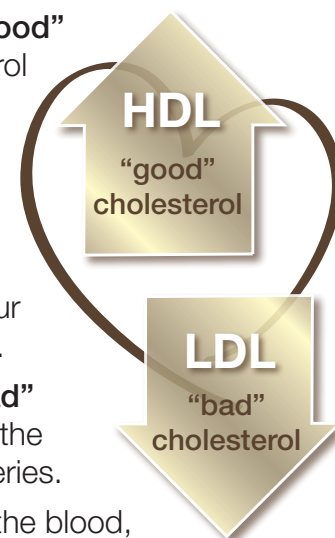 ood”
rol
HDL
“good”
cholesterol
ur
.
LDL
d”
“bad”
the
cholesterol
eries.
the blood,